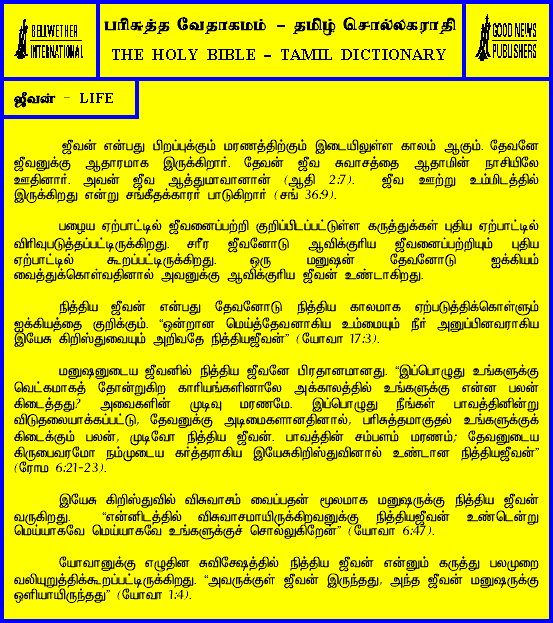 BELLWETHER
INTERNATIONAL
பரிசுத்த வேதாகமம் - தமிழ் சொல்லகராதி
THE HOLY BIBLE – TAMIL DICTIONARY
GOOD NEWS
PUBLISHERS
ஜீவன் - LIFE
ஜீவன் என்பது பிறப்புக்கும் மரணத்திற்கும் இடையிலுள்ள காலம் ஆகும். தேவனே
ஜீவனுக்கு ஆதாரமாக இருக்கிறார். தேவன் ஜீவ சுவாசத்தை ஆதாமின் நாசியிலே
ஊதினார். அவன் ஜீவ ஆத்துமாவானான் (ஆதி 2:7). ஜீவ ஊற்று உம்மிடத்தில்
இருக்கிறது என்று சங்கீதக்காரர் பாடுகிறார் (சங் 36:9).
பழைய ஏற்பாட்டில் ஜீவனைப்பற்றி குறிப்பிடப்பட்டுள்ள கருத்துக்கள் புதிய ஏற்பாட்டில்
விரிவுபடுத்தப்பட்டிருக்கிறது. சரீர ஜீவனோடு ஆவிக்குரிய ஜீவனைப்பற்றியும் புதிய
ஏற்பாட்டில் கூறப்பட்டிருக்கிறது. ஒரு மனுஷன் தேவனோடு ஐக்கியம்
வைத்துக்கொள்வதினால் அவனுக்கு ஆவிக்குரிய ஜீவன் உண்டாகிறது.
நித்திய ஜீவன் என்பது தேவனோடு நித்திய காலமாக ஏற்படுத்திக்கொள்ளும்
ஐக்கியத்தை குறிக்கும். “ஒன்றான மெய்த்தேவனாகிய உம்மையும் நீர் அனுப்பினவராகிய
இயேசு கிறிஸ்துவையும் அறிவதே நித்தியஜீவன்” (யோவா 17:3).
மனுஷனுடைய ஜீவனில் நித்திய ஜீவனே பிரதானமானது. “இப்பொழுது உங்களுக்கு
வெட்கமாகத் தோன்றுகிற காரியங்களினாலே அக்காலத்தில் உங்களுக்கு என்ன பலன்
கிடைத்தது? அவைகளின் முடிவு மரணமே. இப்பொழுது நீங்கள் பாவத்தினின்று
விடுதலையாக்கப்பட்டு, தேவனுக்கு அடிமைகளானதினால், பரிசுத்தமாகுதல் உங்களுக்குக்
கிடைக்கும் பலன், முடிவோ நித்திய ஜீவன். பாவத்தின் சம்பளம் மரணம்; தேவனுடைய
கிருபைவரமோ நம்முடைய கர்த்தராகிய இயேசுகிறிஸ்துவினால் உண்டான நித்தியஜீவன்”
(ரோம 6:21-23).
இயேசு கிறிஸ்துவில் விசுவாசம் வைப்பதன் மூலமாக மனுஷருக்கு நித்திய ஜீவன்
வருகிறது. “என்னிடத்தில் விசுவாசமாயிருக்கிறவனுக்கு நித்தியஜீவன் உண்டென்று
மெய்யாகவே மெய்யாகவே உங்களுக்குச் சொல்லுகிறேன்” (யோவா 6:47).
யோவானுக்கு எழுதின சுவிசேஷத்தில் நித்திய ஜீவன் என்னும் கருத்து பலமுறை
வலியுறுத்திக்கூறப்பட்டிருக்கிறது. “அவருக்குள் ஜீவன் இருந்தது, அந்த ஜீவன் மனுஷருக்கு
ஒளியாயிருந்தது” (யோவா 1:4).